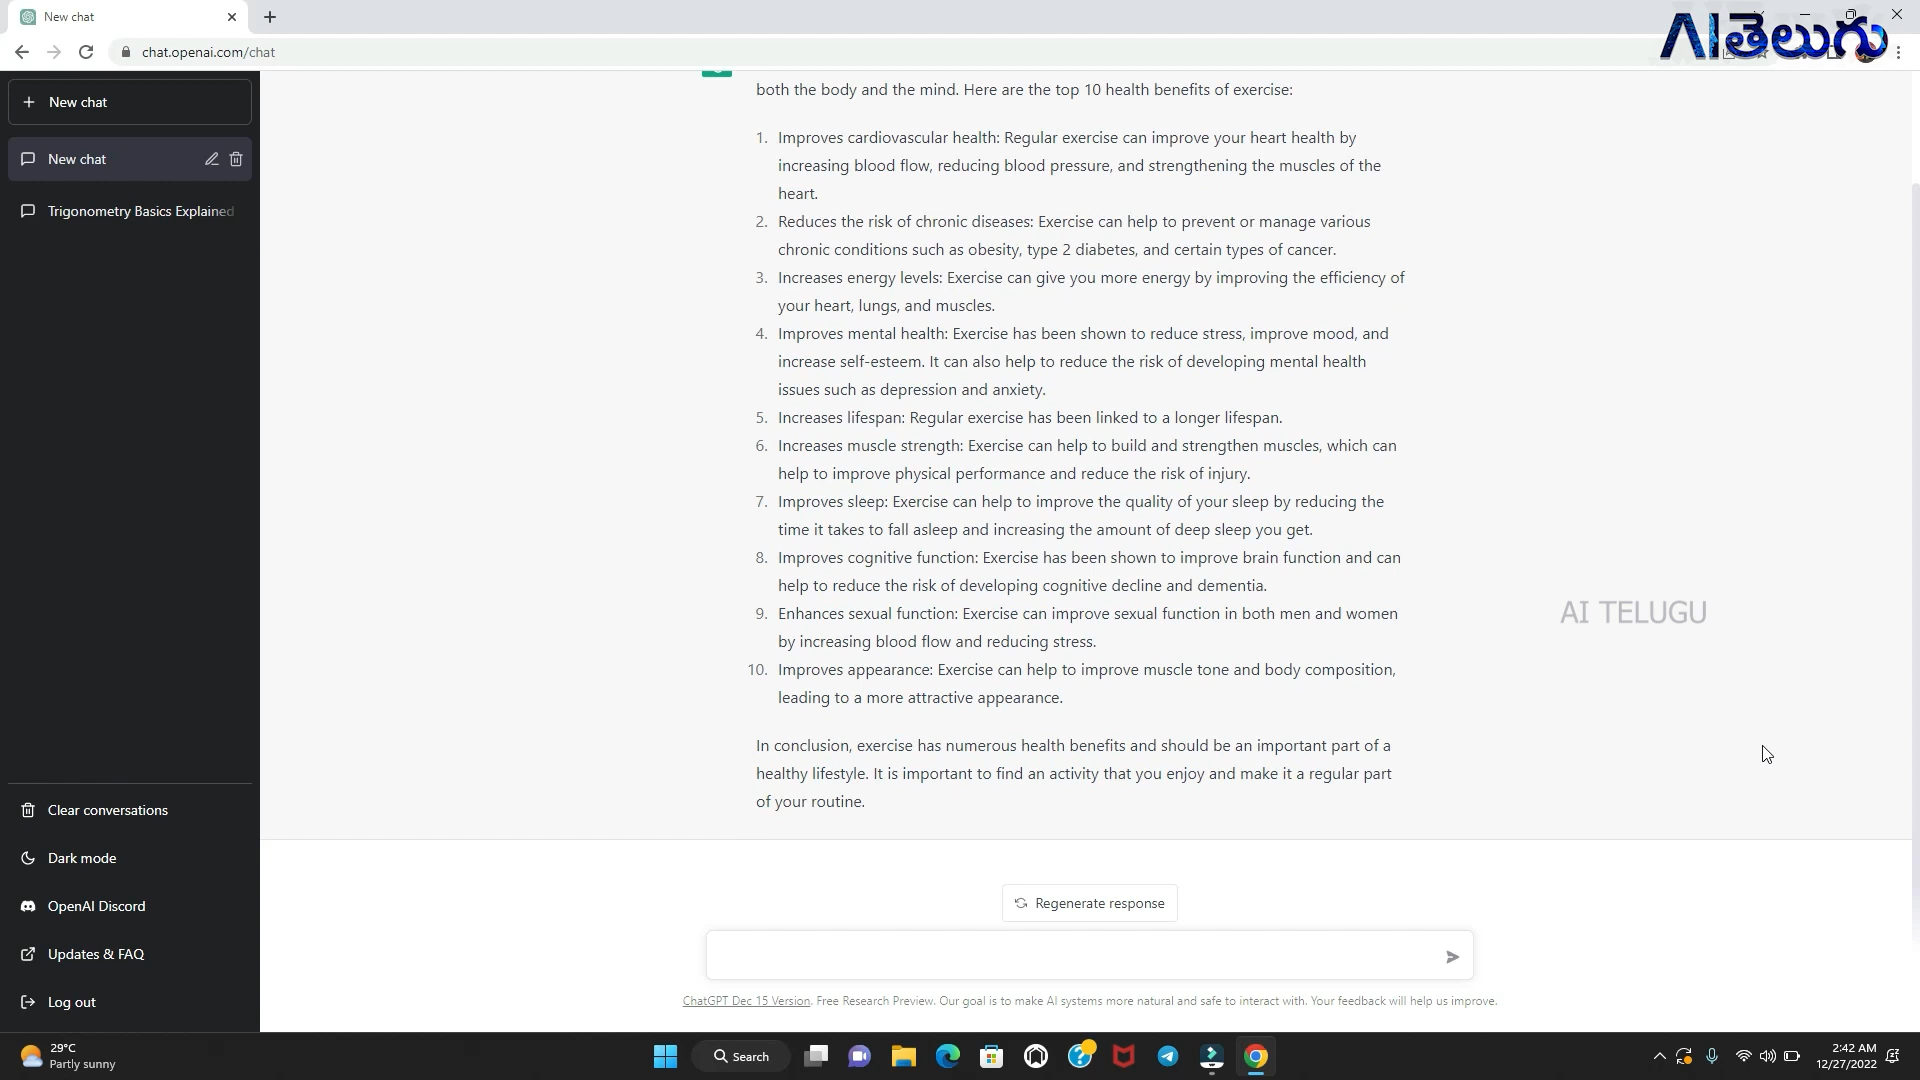 New chat
AIతెలుగు
chat.openai.com/chat
New chat
New chat
Trigonometry Basics Explained
both the body and the mind. Here are the top 10 health benefits of exercise:
1. Improves cardiovascular health: Regular exercise can improve your heart health by
increasing blood flow, reducing blood pressure, and strengthening the muscles of the
heart.
2. Reduces the risk of chronic diseases: Exercise can help to prevent or manage various
chronic conditions such as obesity, type 2 diabetes, and certain types of cancer.
3. Increases energy levels: Exercise can give you more energy by improving the efficiency of
your heart, lungs, and muscles.
4. Improves mental health: Exercise has been shown to reduce stress, improve mood, and
increase self-esteem. It can also help to reduce the risk of developing mental health
issues such as depression and anxiety.
5. Increases lifespan: Regular exercise has been linked to a longer lifespan.
6. Increases muscle strength: Exercise can help to build and strengthen muscles, which can
help to improve physical performance and reduce the risk of injury.
7. Improves sleep: Exercise can help to improve the quality of your sleep by reducing the
time it takes to fall asleep and increasing the amount of deep sleep you get.
8. Improves cognitive function: Exercise has been shown to improve brain function and can
help to reduce the risk of developing cognitive decline and dementia.
9. Enhances sexual function: Exercise can improve sexual function in both men and women
by increasing blood flow and reducing stress.
10. Improves appearance: Exercise can help to improve muscle tone and body composition,
leading to a more attractive appearance.
In conclusion, exercise has numerous health benefits and should be an important part of a
healthy lifestyle. It is important to find an activity that you enjoy and make it a regular part
of your routine.
AI TELUGU
Clear conversations
Dark mode
OpenAI Discord
Updates & FAQ
Log out
Regenerate response
ChatGPT Dec 15 Version. Free Research Preview. Our goal is to make AI systems more natural and safe to interact with. Your feedback will help us improve.
29°C
Partly sunny
Search
2:42 AM
12/27/2022